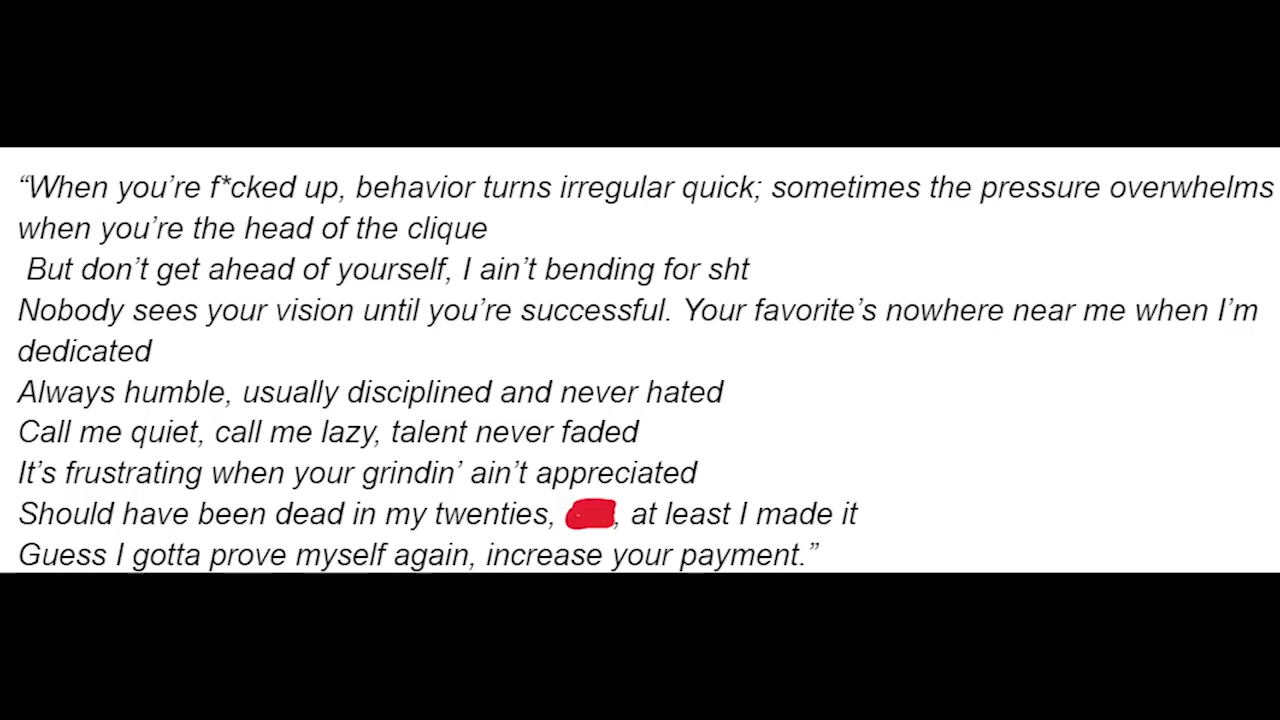 “When you’re f*cked up, behavior turns irregular quick; sometimes the pressure overwhelms
when you’re the head of the clique
But don’t get ahead of yourself, I ain’t bending for sht
Nobody sees your vision until you’re successful. Your favorite’s nowhere near me when I’m
dedicated
Always humble, usually disciplined and never hated
Call me quiet, call me lazy, talent never faded
It’s frustrating when your grindin’ ain’t appreciated
Should have been dead in my twenties, , at least I made it
Guess I gotta prove myself again, increase your payment.”